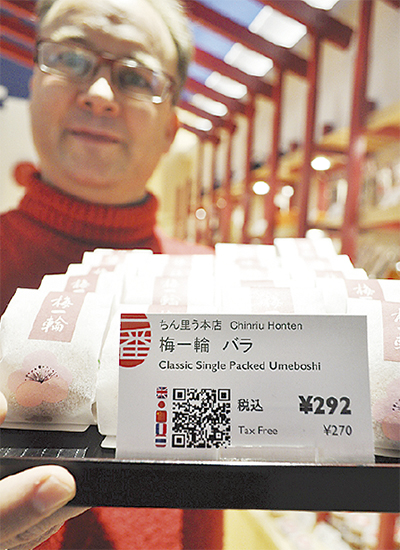 梅一輪
番
ちん里う本店 Chinriu Honten
梅一輪 バラ
Classic Single Packed Umeboshi
税込 ¥292
Tax Free ¥270